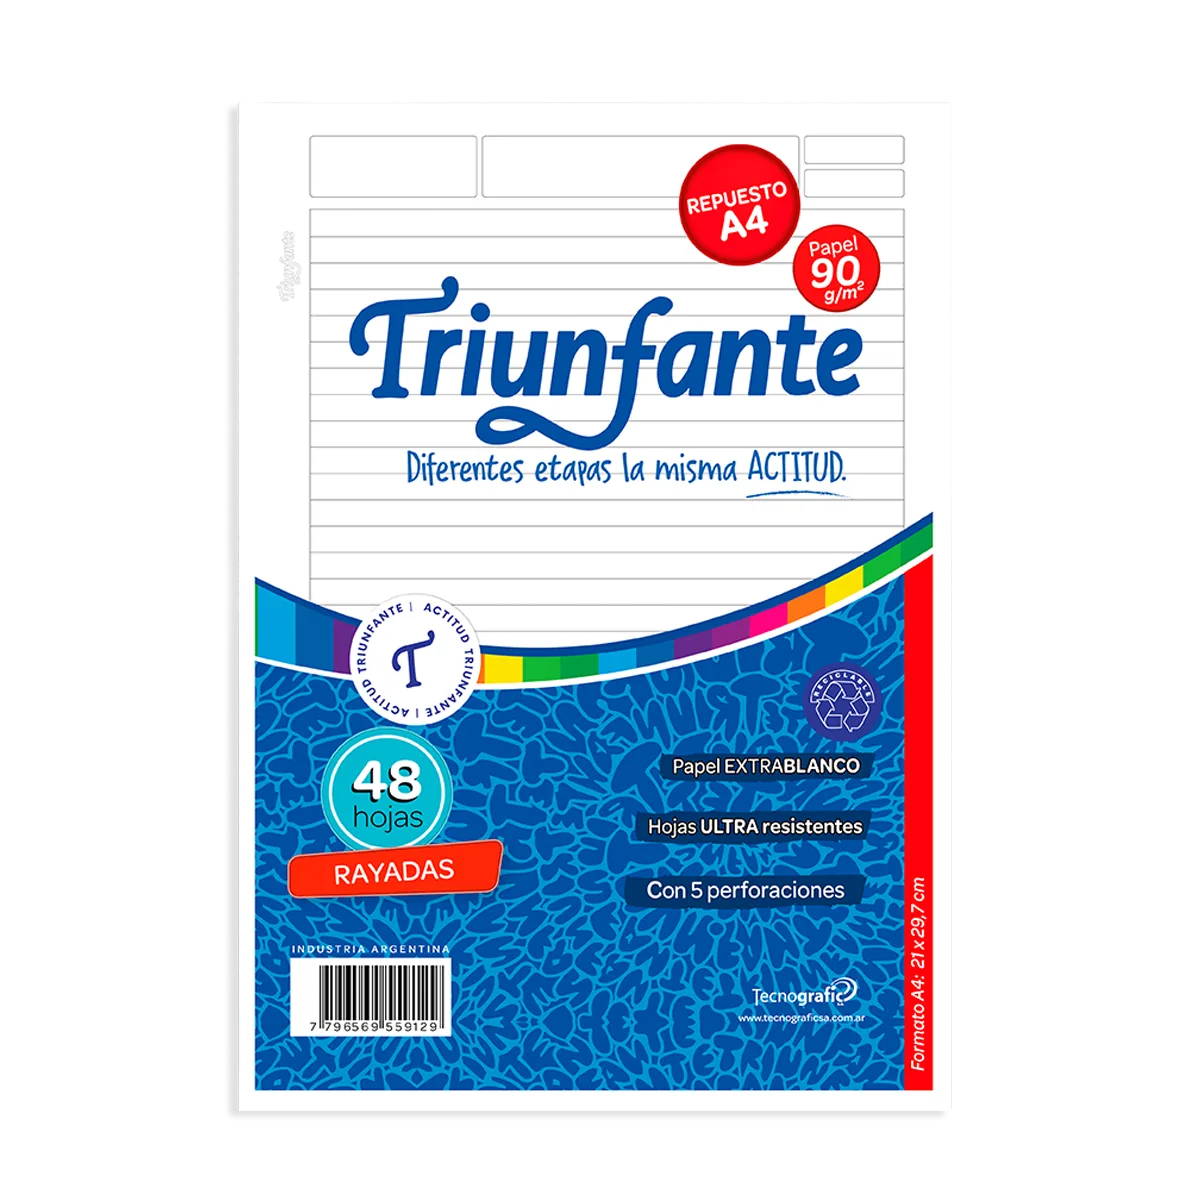 REPUESTO
A4
Papel
90
g/m²
Triunfante
Triunfante
Diferentes etapas la misma ACTITUD.
ACTITUD TRIUNFANTE | ACTITUD TRIUNFANTE |
T
RECICLABLE
48
hojas
RAYADAS
Papel EXTRABLANCO
Hojas ULTRA resistentes
Con 5 perforaciones
INDUSTRIA ARGENTINA
7 796569 559129
Tecnografic
www.tecnograficsa.com.ar
Formato A4: 21 x 29,7 cm